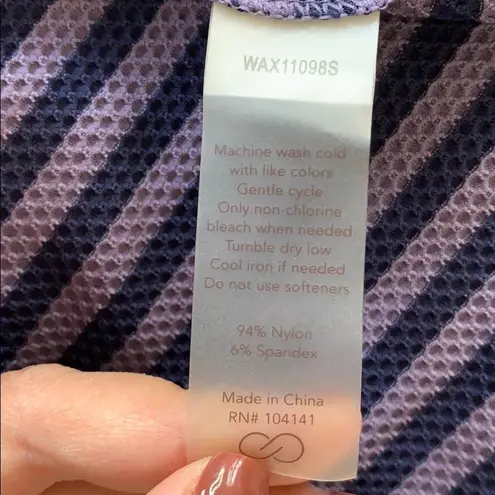 WAX11098S
Machine wash cold
with like colors
Gentle cycle
Only non-chlorine
bleach when needed
Tumble dry low
Cool iron if needed
Do not use softeners
94% Nylon
6% Spandex
Made in China
RN# 104141